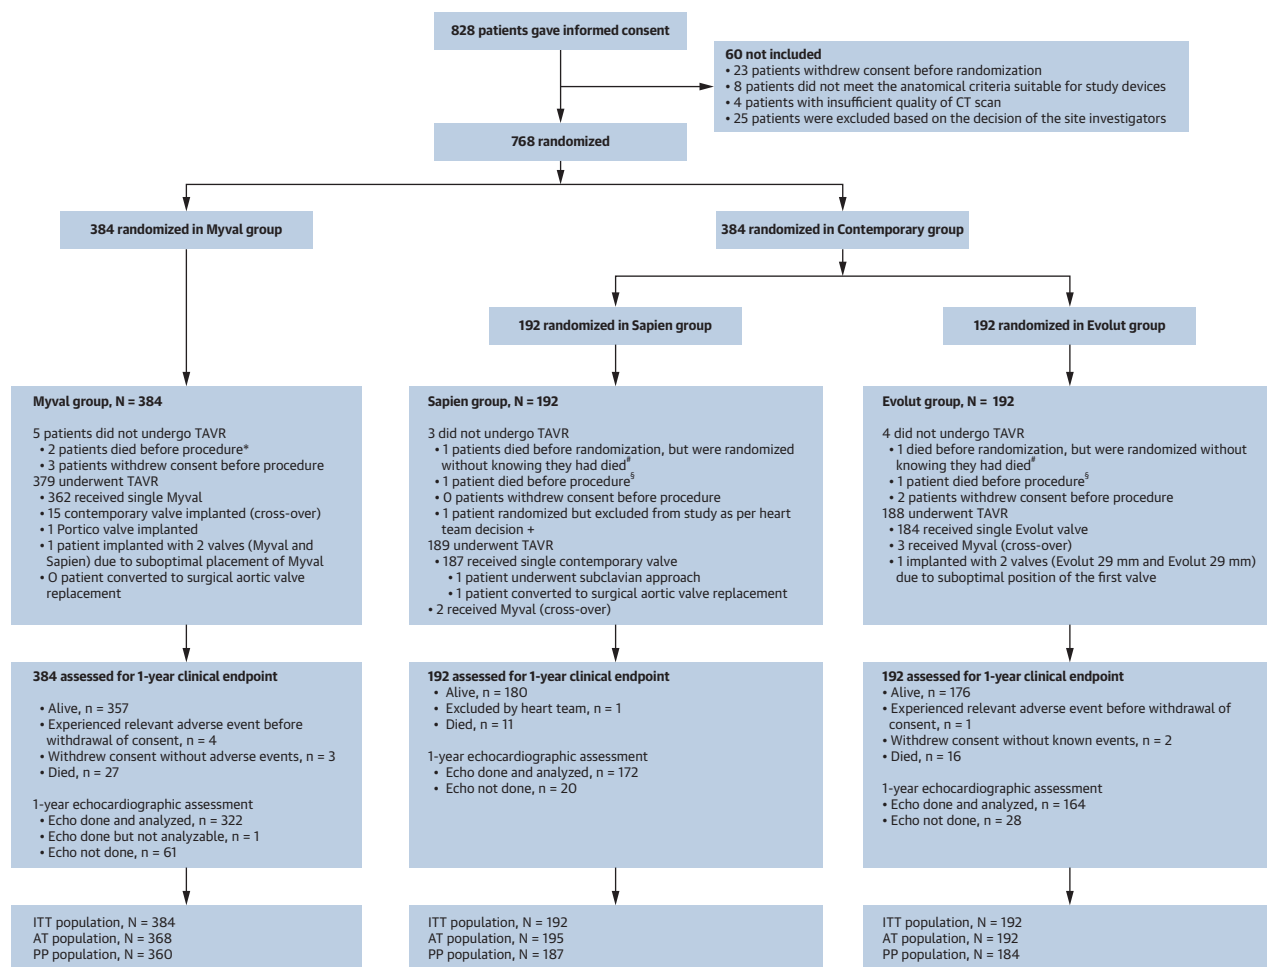 828 patients gave informed consent
60 not included
• 23 patients withdrew consent before randomization
• 8 patients did not meet the anatomical criteria suitable for study devices
• 4 patients with insufficient quality of CT scan
• 25 patients were excluded based on the decision of the site investigators
768 randomized
384 randomized in Myval group
384 randomized in Contemporary group
192 randomized in Sapien group
192 randomized in Evolut group
Myval group, N = 384
5 patients did not undergo TAVR
• 2 patients died before procedure*
• 3 patients withdrew consent before procedure
379 underwent TAVR
• 362 received single Myval
• 15 contemporary valve implanted (cross-over)
• 1 Portico valve implanted
• 1 patient implanted with 2 valves (Myval and
Sapien) due to suboptimal placement of Myval
• 0 patient converted to surgical aortic valve
replacement
Sapien group, N = 192
3 did not undergo TAVR
• 1 patients died before randomization, but were randomized
without knowing they had died#
• 1 patient died before procedure§
• 0 patients withdrew consent before procedure
• 1 patient randomized but excluded from study as per heart
team decision +
189 underwent TAVR
• 187 received single contemporary valve
• 1 patient underwent subclavian approach
• 1 patient converted to surgical aortic valve replacement
• 2 received Myval (cross-over)
Evolut group, N = 192
4 did not undergo TAVR
• 1 died before randomization, but were randomized without
knowing they had died#
• 1 patient died before procedure§
• 2 patients withdrew consent before procedure
188 underwent TAVR
• 184 received single Evolut valve
• 3 received Myval (cross-over)
• 1 implanted with 2 valves (Evolut 29 mm and Evolut 29 mm)
due to suboptimal position of the first valve
384 assessed for 1-year clinical endpoint
• Alive, n = 357
• Experienced relevant adverse event before
withdrawal of consent, n = 4
• Withdrew consent without adverse events, n = 3
• Died, n = 27
1-year echocardiographic assessment
• Echo done and analyzed, n = 322
• Echo done but not analyzable, n = 1
• Echo not done, n = 61
192 assessed for 1-year clinical endpoint
• Alive, n = 180
• Excluded by heart team, n = 1
• Died, n = 11
1-year echocardiographic assessment
• Echo done and analyzed, n = 172
• Echo not done, n = 20
192 assessed for 1-year clinical endpoint
• Alive, n = 176
• Experienced relevant adverse event before withdrawal of
consent, n = 1
• Withdrew consent without known events, n = 2
• Died, n = 16
1-year echocardiographic assessment
• Echo done and analyzed, n = 164
• Echo not done, n = 28
ITT population, N = 384
AT population, N = 368
PP population, N = 360
ITT population, N = 192
AT population, N = 195
PP population, N = 187
ITT population, N = 192
AT population, N = 192
PP population, N = 184